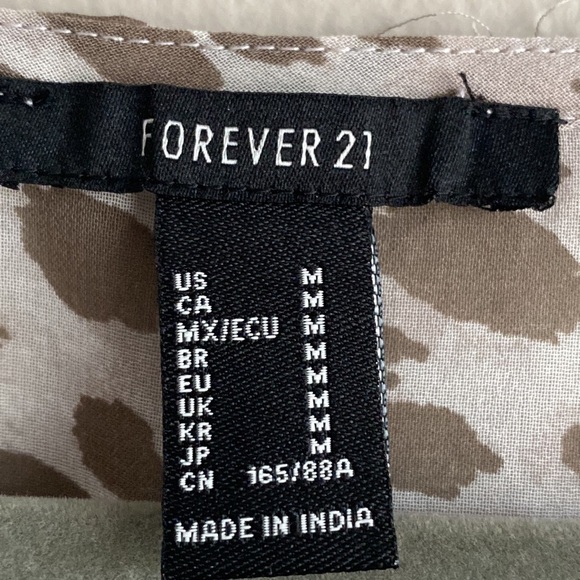 FOREVER 21
US M
CA M
MX/ECU M
BR M
EU M
UK M
KR M
JP M
CN 165/88A
MADE IN INDIA